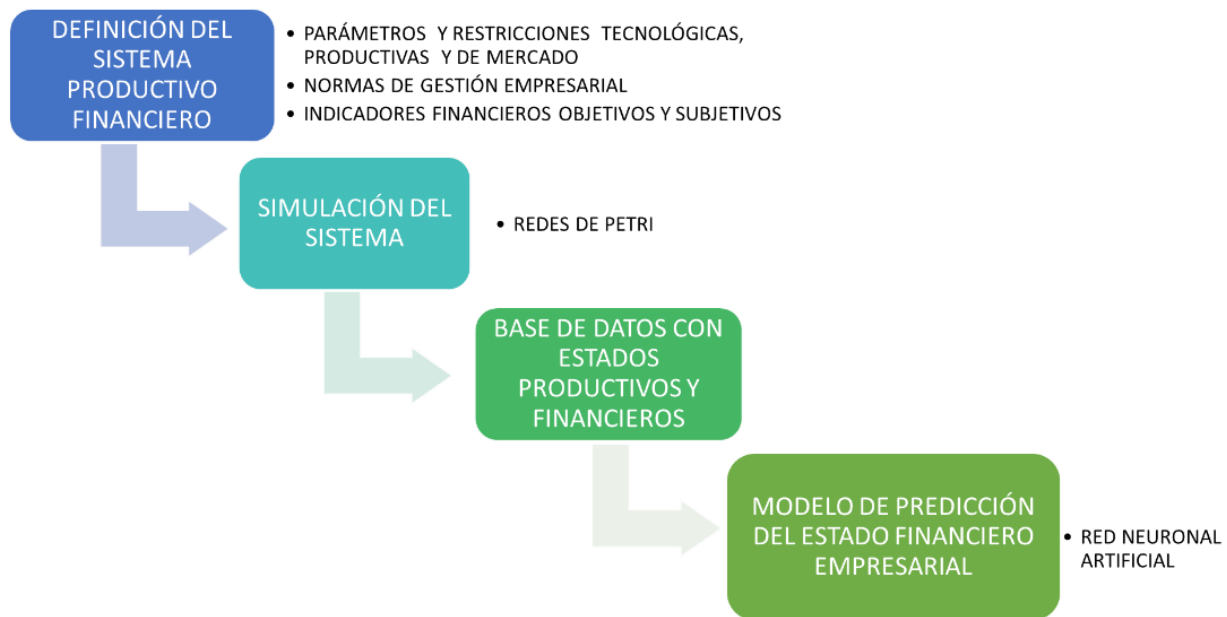 DEFINICIÓN DEL
SISTEMA
PRODUCTIVO
FINANCIERO
• PARÁMETROS Y RESTRICCIONES TECNOLÓGICAS,
PRODUCTIVAS Y DE MERCADO
• NORMAS DE GESTIÓN EMPRESARIAL
• INDICADORES FINANCIEROS OBJETIVOS Y SUBJETIVOS
SIMULACIÓN DEL
SISTEMA
• REDES DE PETRI
BASE DE DATOS CON
ESTADOS
PRODUCTIVOS Y
FINANCIEROS
MODELO DE PREDICCIÓN
DEL ESTADO FINANCIERO
EMPRESARIAL
• RED NEURONAL
ARTIFICIAL